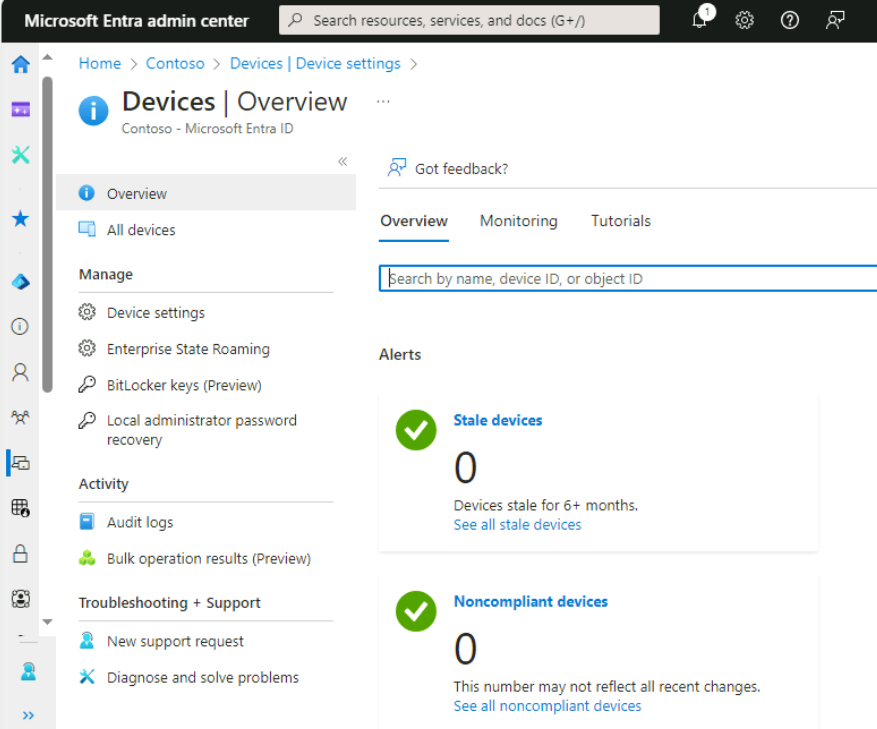 Microsoft Entra admin center
Search resources, services, and docs (G+/)
1
Home > Contoso > Devices | Device settings >
Devices | Overview ...
Contoso - Microsoft Entra ID
Overview
All devices
Manage
Device settings
Enterprise State Roaming
BitLocker keys (Preview)
Local administrator password
recovery
Activity
Audit logs
Bulk operation results (Preview)
Troubleshooting + Support
New support request
Diagnose and solve problems
Got feedback?
Overview Monitoring Tutorials
Search by name, device ID, or object ID
Alerts
Stale devices
0
Devices stale for 6+ months.
See all stale devices
Noncompliant devices
0
This number may not reflect all recent changes.
See all noncompliant devices